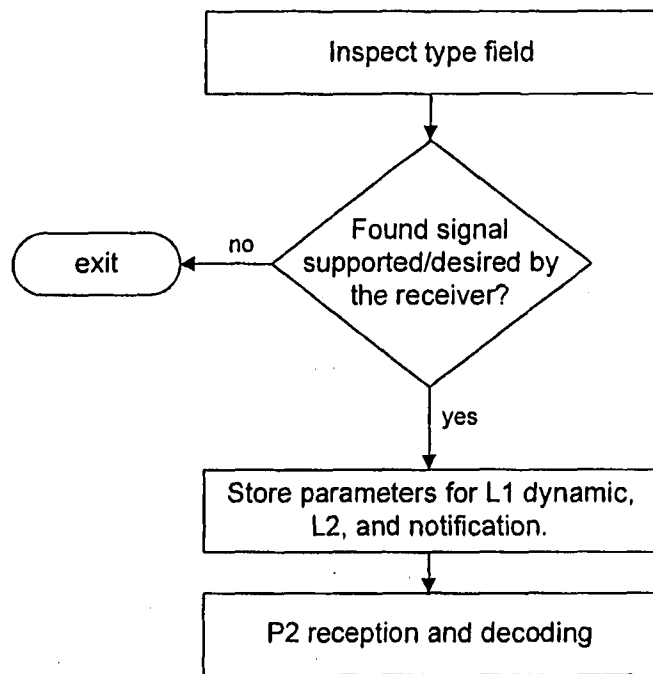 Inspect type field
Found signal
supported/desired by
the receiver?
no
exit
yes
Store parameters for L1 dynamic,
L2, and notification.
P2 reception and decoding